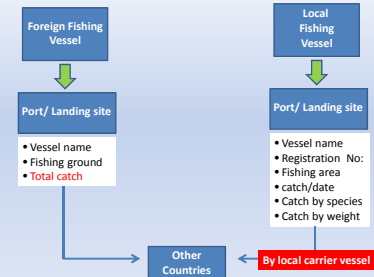 Foreign Fishing
Vessel
Port/ Landing site
• Vessel name
• Fishing ground
• Total catch
Local
Fishing
Vessel
Port/ Landing site
• Vessel name
• Registration No:
• Fishing area
• catch/date
• Catch by species
• Catch by weight
Other
Countries
By local carrier vessel